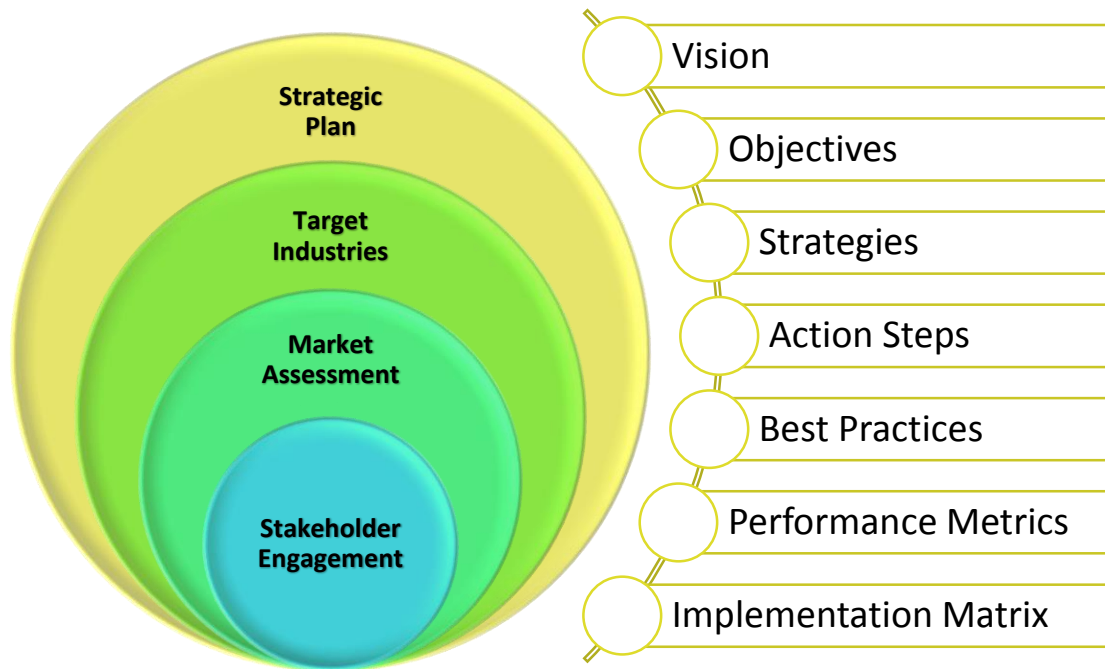 Strategic
Plan
Target
Industries
Market
Assessment
Stakeholder
Engagement
Vision
Objectives
Strategies
Action Steps
Best Practices
Performance Metrics
Implementation Matrix